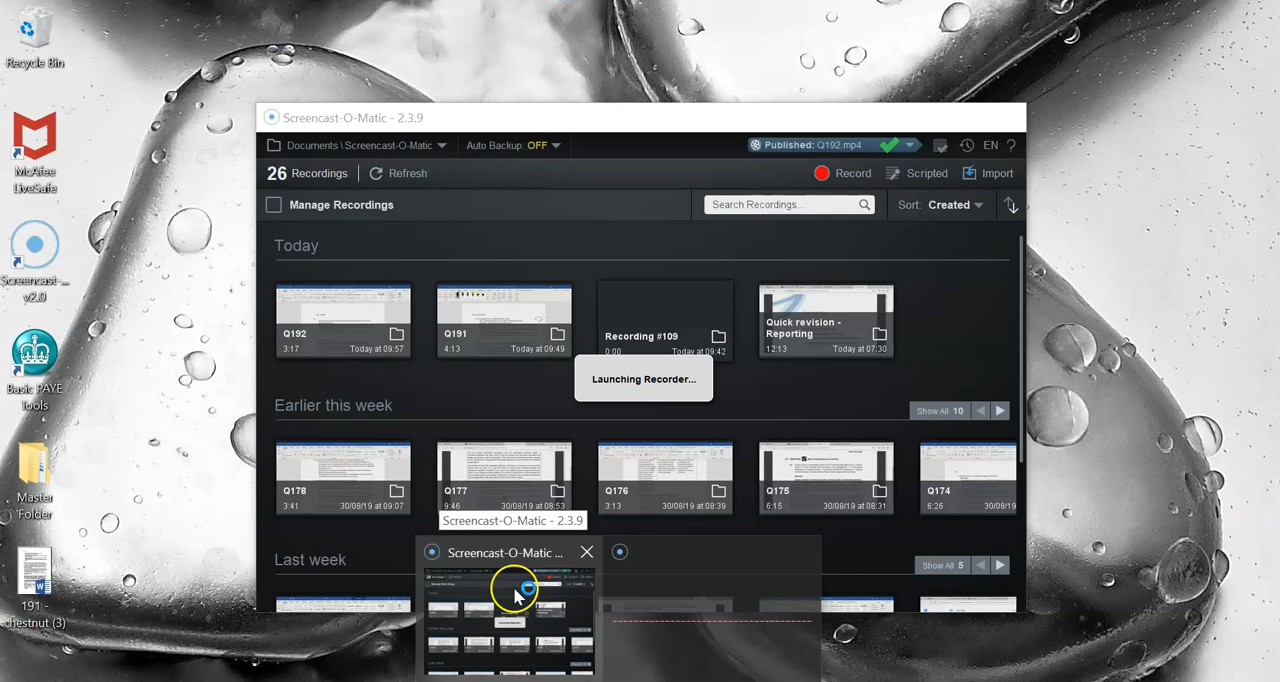 Recycle Bin
McAfee
LiveSafe
Screencast-...
v2.0
Basic PAYE
Tools
Master
Folder
191 -
chestnut (3)
Screencast-O-Matic - 2.3.9
Documents \Screencast-O-Matic
Auto Backup: OFF
Published: Q192.mp4
EN ?
26 Recordings
Refresh
Record
Scripted
Import
Manage Recordings
Search Recordings...
Sort: Created
Today
Q192
3:17 Today at 09:57
Q191
4:13 Today at 09:49
Recording #109
0:00 Today at 09:42
Quick revision -
Reporting
12:13 Today at 07:30
Launching Recorder...
Earlier this week
Show All 10
Q178
3:41 30/08/19 at 09:07
Q177
9:46 30/08/19 at 08:53
Q176
3:13 30/08/19 at 08:39
Q175
6:15 30/08/19 at 08:31
Q174
6:26 30/08/19 at
Screencast-O-Matic - 2.3.9
Last week
Show All 5
Screencast-O-Matic ...